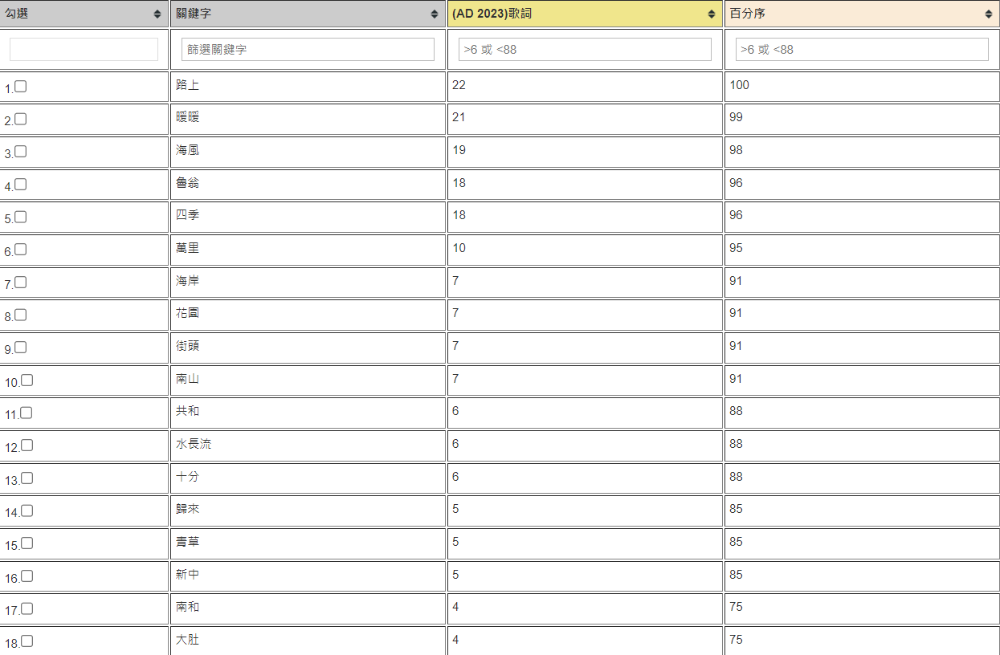 勾選 關鍵字 (AD 2023)歌詞 百分序
篩選關鍵字 >6 或 <88 >6 或 <88
1. 路上 22 100
2. 暖暖 21 99
3. 海風 19 98
4. 魯翁 18 96
5. 四季 18 96
6. 萬里 10 95
7. 海岸 7 91
8. 花園 7 91
9. 街頭 7 91
10. 南山 7 91
11. 共和 6 88
12. 水長流 6 88
13. 十分 6 88
14. 歸來 5 85
15. 青草 5 85
16. 新中 5 85
17. 南和 4 75
18. 大肚 4 75